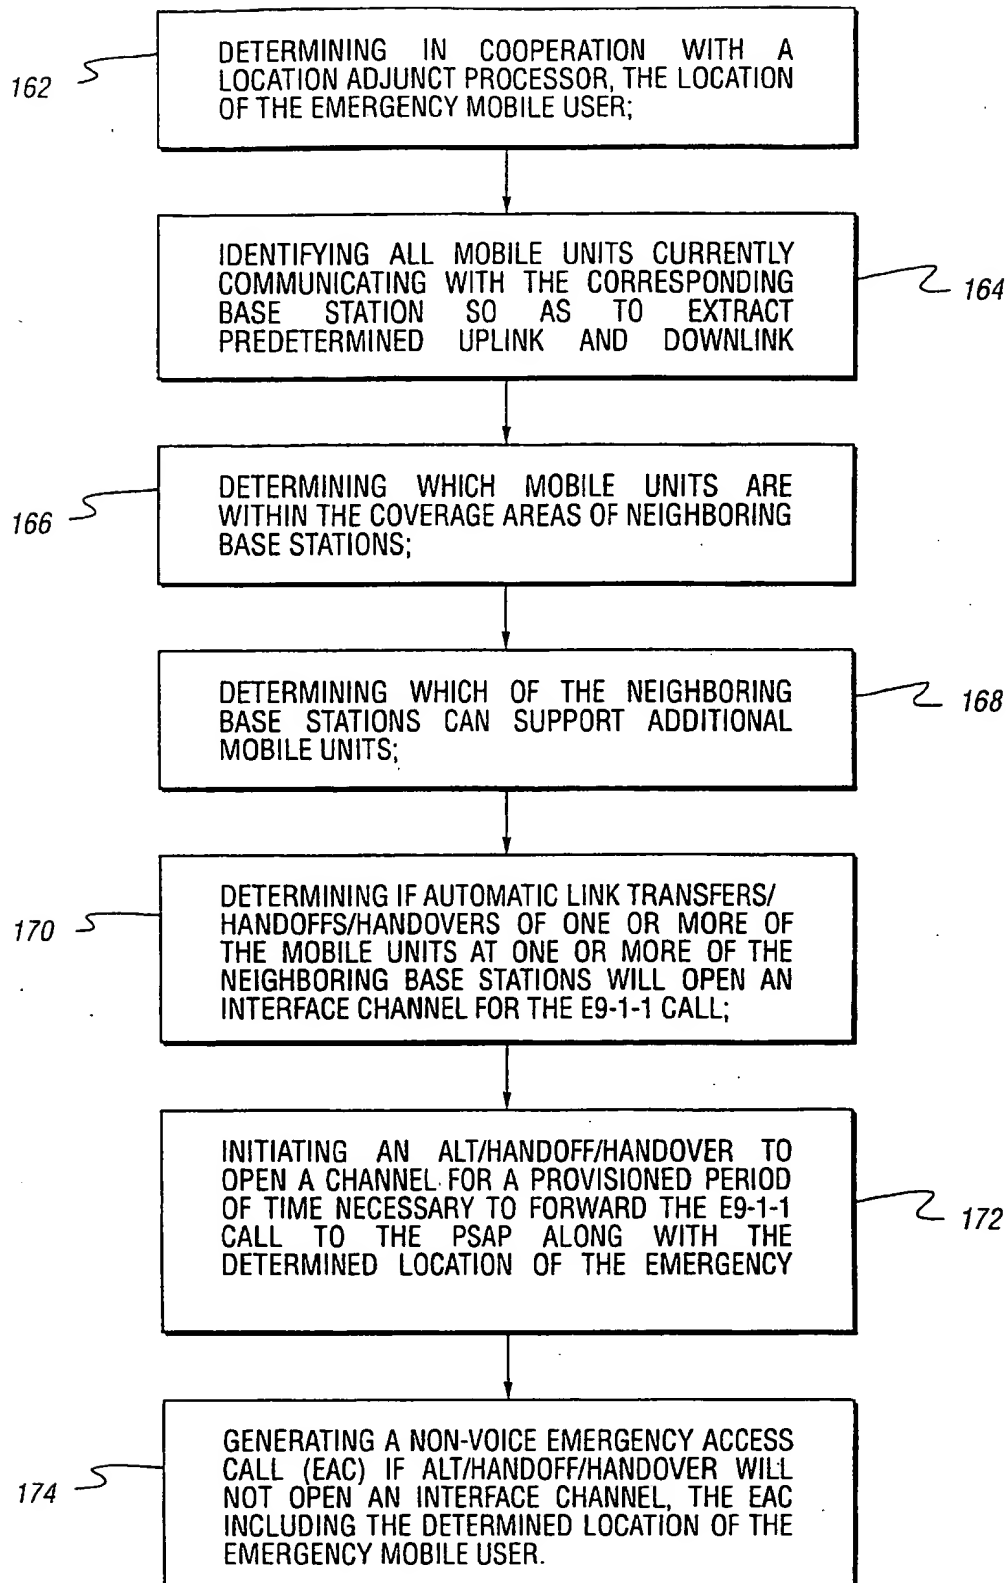 162
DETERMINING IN COOPERATION WITH A
LOCATION ADJUNCT PROCESSOR, THE LOCATION
OF THE EMERGENCY MOBILE USER;
IDENTIFYING ALL MOBILE UNITS CURRENTLY
COMMUNICATING WITH THE CORRESPONDING
BASE STATION SO AS TO EXTRACT
PREDETERMINED UPLINK AND DOWNLINK
164
166
DETERMINING WHICH MOBILE UNITS ARE
WITHIN THE COVERAGE AREAS OF NEIGHBORING
BASE STATIONS;
DETERMINING WHICH OF THE NEIGHBORING
BASE STATIONS CAN SUPPORT ADDITIONAL
MOBILE UNITS;
168
170
DETERMINING IF AUTOMATIC LINK TRANSFERS/
HANDOFFS/HANDOVERS OF ONE OR MORE OF
THE MOBILE UNITS AT ONE OR MORE OF THE
NEIGHBORING BASE STATIONS WILL OPEN AN
INTERFACE CHANNEL FOR THE E9-1-1 CALL;
INITIATING AN ALT/HANDOFF/HANDOVER TO
OPEN A CHANNEL FOR A PROVISIONED PERIOD
OF TIME NECESSARY TO FORWARD THE E9-1-1
CALL TO THE PSAP ALONG WITH THE
DETERMINED LOCATION OF THE EMERGENCY
172
174
GENERATING A NON-VOICE EMERGENCY ACCESS
CALL (EAC) IF ALT/HANDOFF/HANDOVER WILL
NOT OPEN AN INTERFACE CHANNEL, THE EAC
INCLUDING THE DETERMINED LOCATION OF THE
EMERGENCY MOBILE USER.